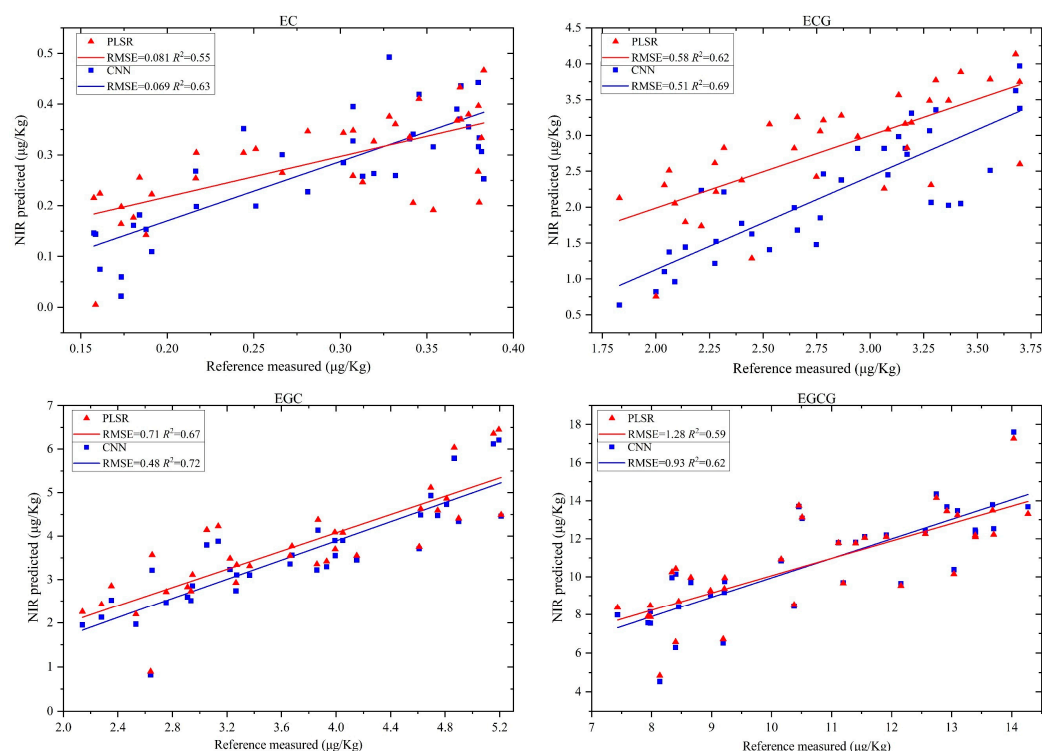 EC
PLSR
RMSE=0.081 R²=0.55
CNN
RMSE=0.069 R²=0.63
0.5
0.4
0.3
0.2
0.1
0.0
NIR predicted (μg/Kg)
0.15 0.20 0.25 0.30 0.35 0.40
Reference measured (μg/Kg)
ECG
PLSR
RMSE=0.58 R²=0.62
CNN
RMSE=0.51 R²=0.69
4.5
4.0
3.5
3.0
2.5
2.0
1.5
1.0
0.5
NIR predicted (μg/Kg)
1.75 2.00 2.25 2.50 2.75 3.00 3.25 3.50 3.75
Reference measured (μg/Kg)
EGC
PLSR
RMSE=0.71 R²=0.67
CNN
RMSE=0.48 R²=0.72
7
6
5
4
3
2
1
0
NIR predicted (μg/Kg)
2.0 2.4 2.8 3.2 3.6 4.0 4.4 4.8 5.2
Reference measured (μg/Kg)
EGCG
PLSR
RMSE=1.28 R²=0.59
CNN
RMSE=0.93 R²=0.62
18
16
14
12
10
8
6
4
NIR predicted (μg/Kg)
7 8 9 10 11 12 13 14
Reference measured (μg/Kg)